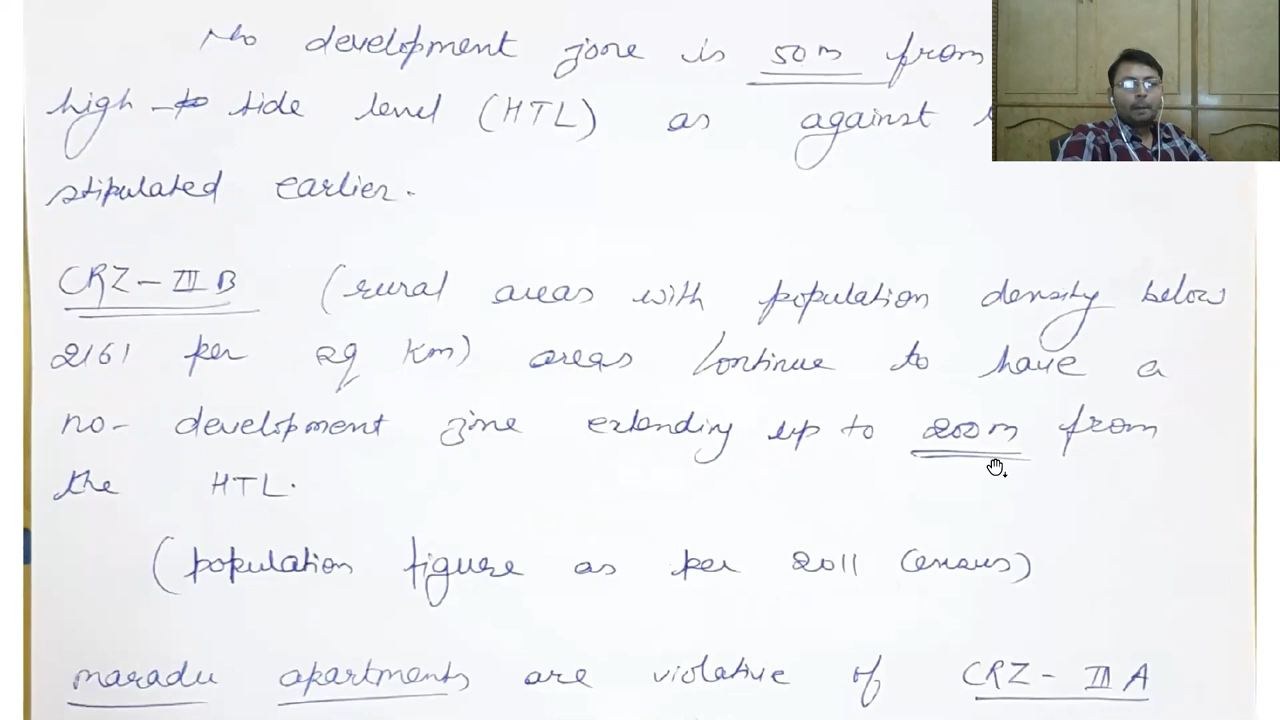 No development zone is 50m from
high tide level (HTL) as against
stipulated earlier.
CRZ-III B (rural areas with population density below
2161 per sq Km) areas continue to have a
no- development zone extending up to 200m from
the HTL.
(population figure as per 2011 Census)
maradu apartments are violative of CRZ- III A